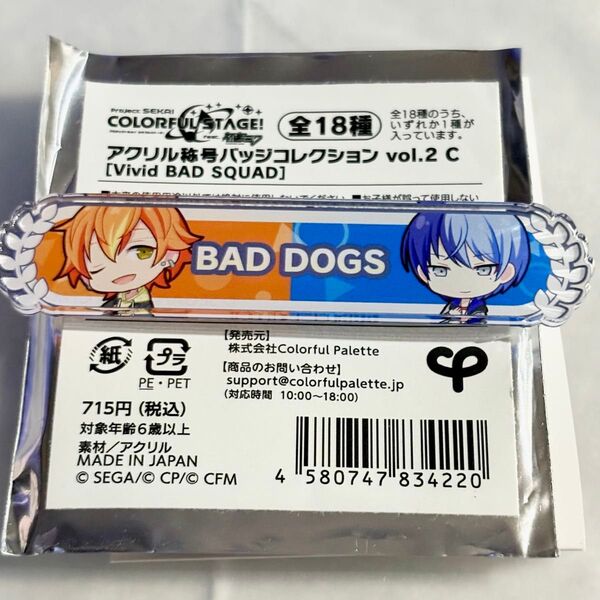 Project SEKAI
COLORFUL STAGE!
feat.
全18種
全18種のうち、
いずれか1種が
入っています。
アクリル称号バッジコレクション vol.2 C
[Vivid BAD SQUAD]
BAD DOGS
【発売元】
株式会社Colorful Palette
【商品のお問い合わせ】
support@colorfulpalette.jp
(対応時間 10:00~18:00)
紙
プラ
PE・PET
715円(税込)
対象年齢6歳以上
素材/アクリル
MADE IN JAPAN
© SEGA/© CP/© CFM
4 580747 834220